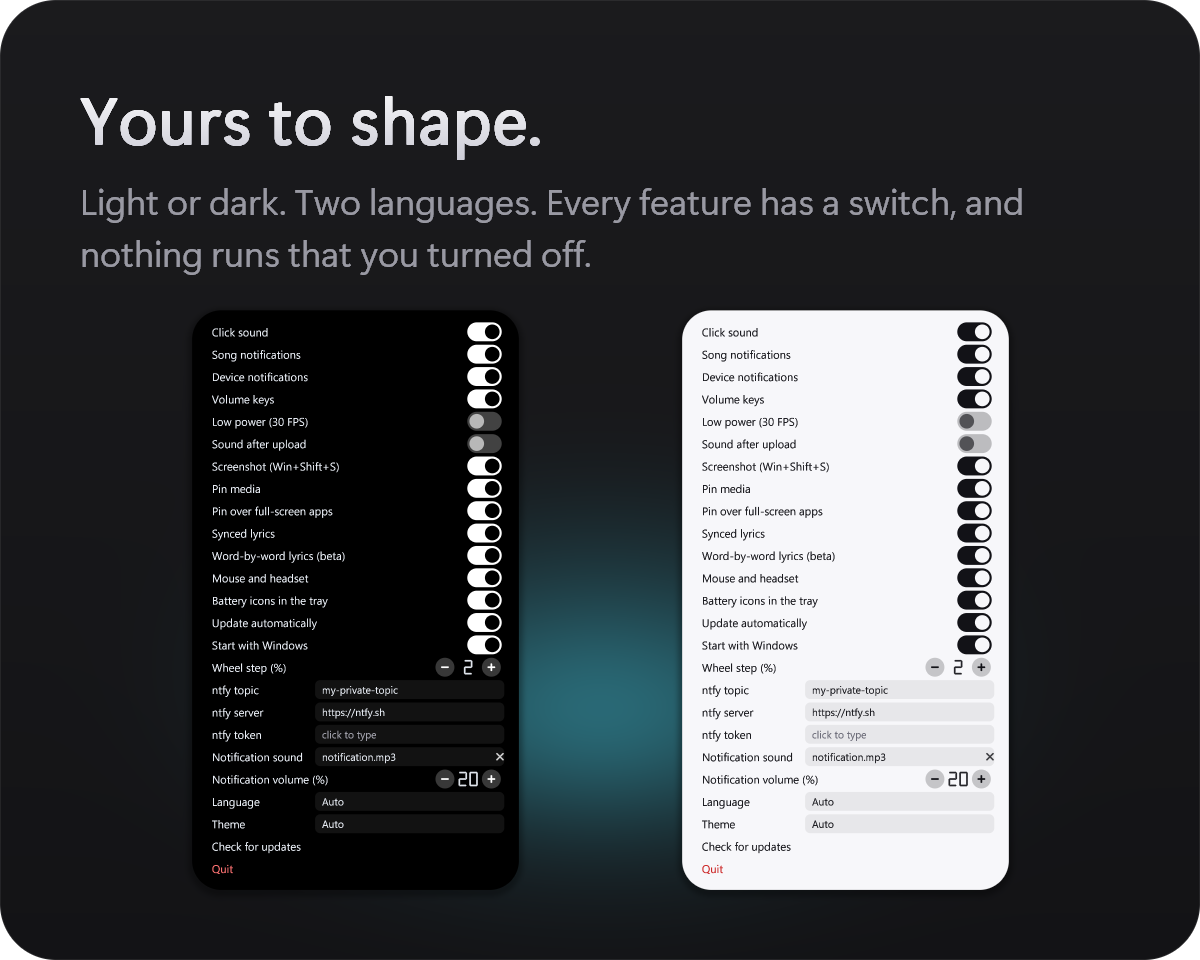 Yours to shape.
Light or dark. Two languages. Every feature has a switch, and
nothing runs that you turned off.
Click sound
Song notifications
Device notifications
Volume keys
Low power (30 FPS)
Sound after upload
Screenshot (Win+Shift+S)
Pin media
Pin over full-screen apps
Synced lyrics
Word-by-word lyrics (beta)
Mouse and headset
Battery icons in the tray
Update automatically
Start with Windows
Wheel step (%) − 2 +
ntfy topic my-private-topic
ntfy server https://ntfy.sh
ntfy token click to type
Notification sound notification.mp3 ✕
Notification volume (%) − 20 +
Language Auto
Theme Auto
Check for updates
Quit
Click sound
Song notifications
Device notifications
Volume keys
Low power (30 FPS)
Sound after upload
Screenshot (Win+Shift+S)
Pin media
Pin over full-screen apps
Synced lyrics
Word-by-word lyrics (beta)
Mouse and headset
Battery icons in the tray
Update automatically
Start with Windows
Wheel step (%) − 2 +
ntfy topic my-private-topic
ntfy server https://ntfy.sh
ntfy token click to type
Notification sound notification.mp3 ✕
Notification volume (%) − 20 +
Language Auto
Theme Auto
Check for updates
Quit